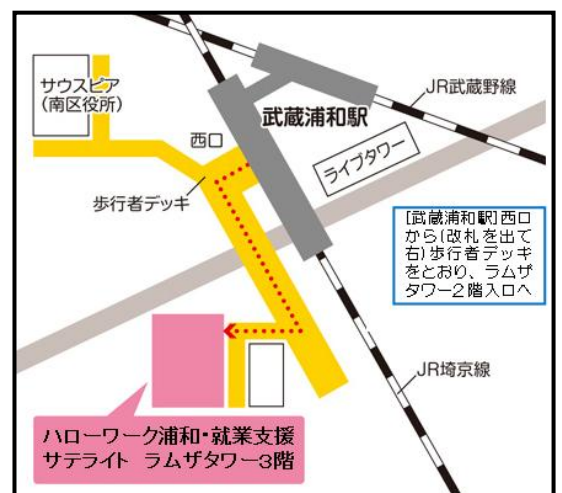 サウスピア
(南区役所)
JR武蔵野線
武蔵浦和駅
西口
ライブタワー
歩行者デッキ
[武蔵浦和駅]西口
から(改札を出て
右)歩行者デッキ
をとおり、ラムザ
タワー2階入口へ
JR埼京線
ハローワーク浦和・就業支援
サテライト ラムザタワー3階